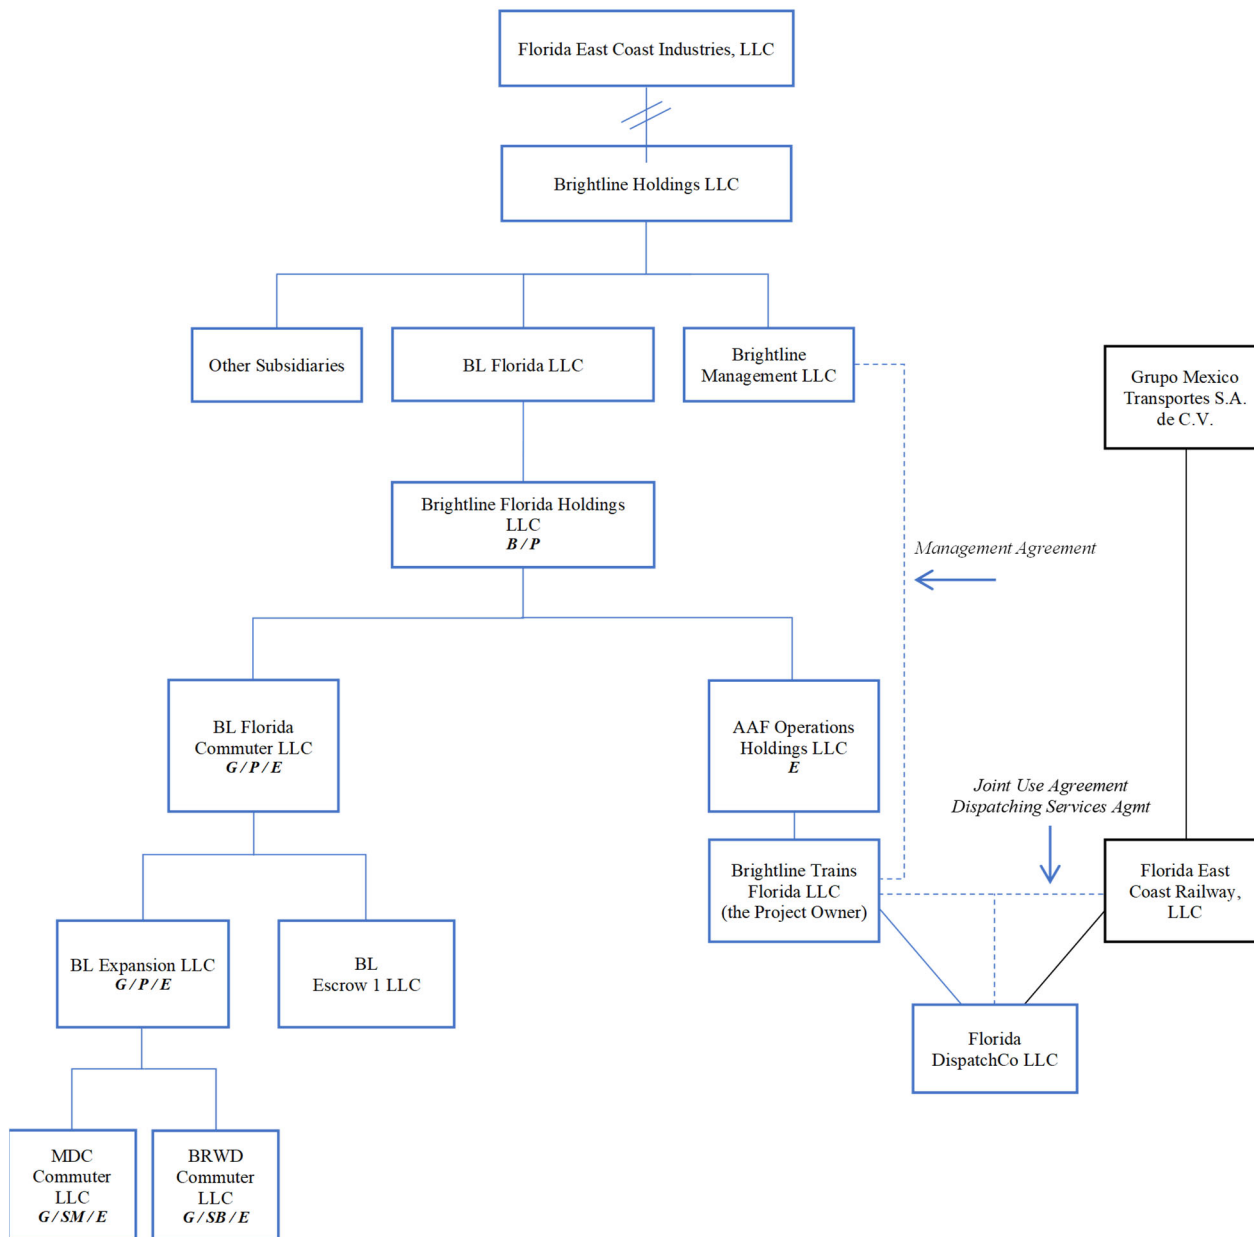 Florida East Coast Industries, LLC
Brightline Holdings LLC
Other Subsidiaries
BL Florida LLC
Brightline
Management LLC
Grupo Mexico
Transportes S.A.
de C.V.
Brightline Florida Holdings
LLC
B / P
Management Agreement
BL Florida
Commuter LLC
G / P / E
AAF Operations
Holdings LLC
E
Joint Use Agreement
Dispatching Services Agmt
Brightline Trains
Florida LLC
(the Project Owner)
Florida East
Coast Railway,
LLC
BL Expansion LLC
G / P / E
BL
Escrow 1 LLC
Florida
DispatchCo LLC
MDC
Commuter
LLC
G / SM / E
BRWD
Commuter
LLC
G / SB / E